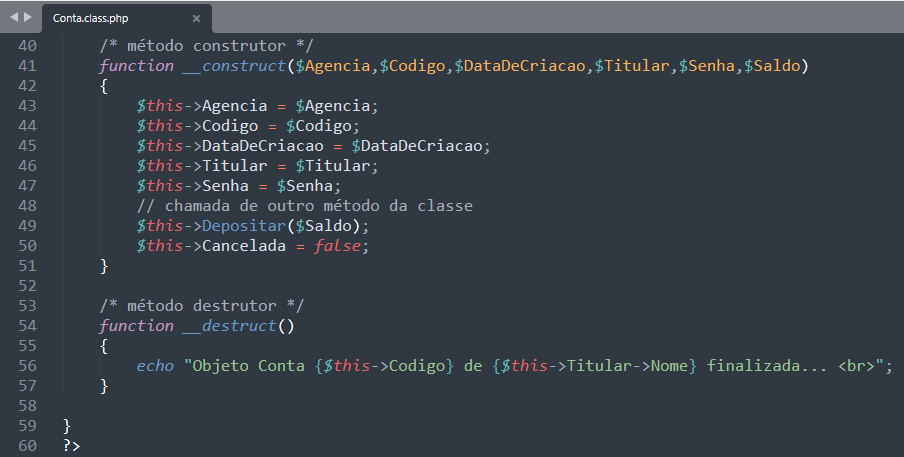 Conta.class.php ×
40 /* método construtor */
41 function __construct($Agencia,$Codigo,$DataDeCriacao,$Titular,$Senha,$Saldo)
42 {
43 $this->Agencia = $Agencia;
44 $this->Codigo = $Codigo;
45 $this->DataDeCriacao = $DataDeCriacao;
46 $this->Titular = $Titular;
47 $this->Senha = $Senha;
48 // chamada de outro método da classe
49 $this->Depositar($Saldo);
50 $this->Cancelada = false;
51 }
52
53 /* método destrutor */
54 function __destruct()
55 {
56 echo "Objeto Conta {$this->Codigo} de {$this->Titular->Nome} finalizada... <br>";
57 }
58
59 }
60 ?>